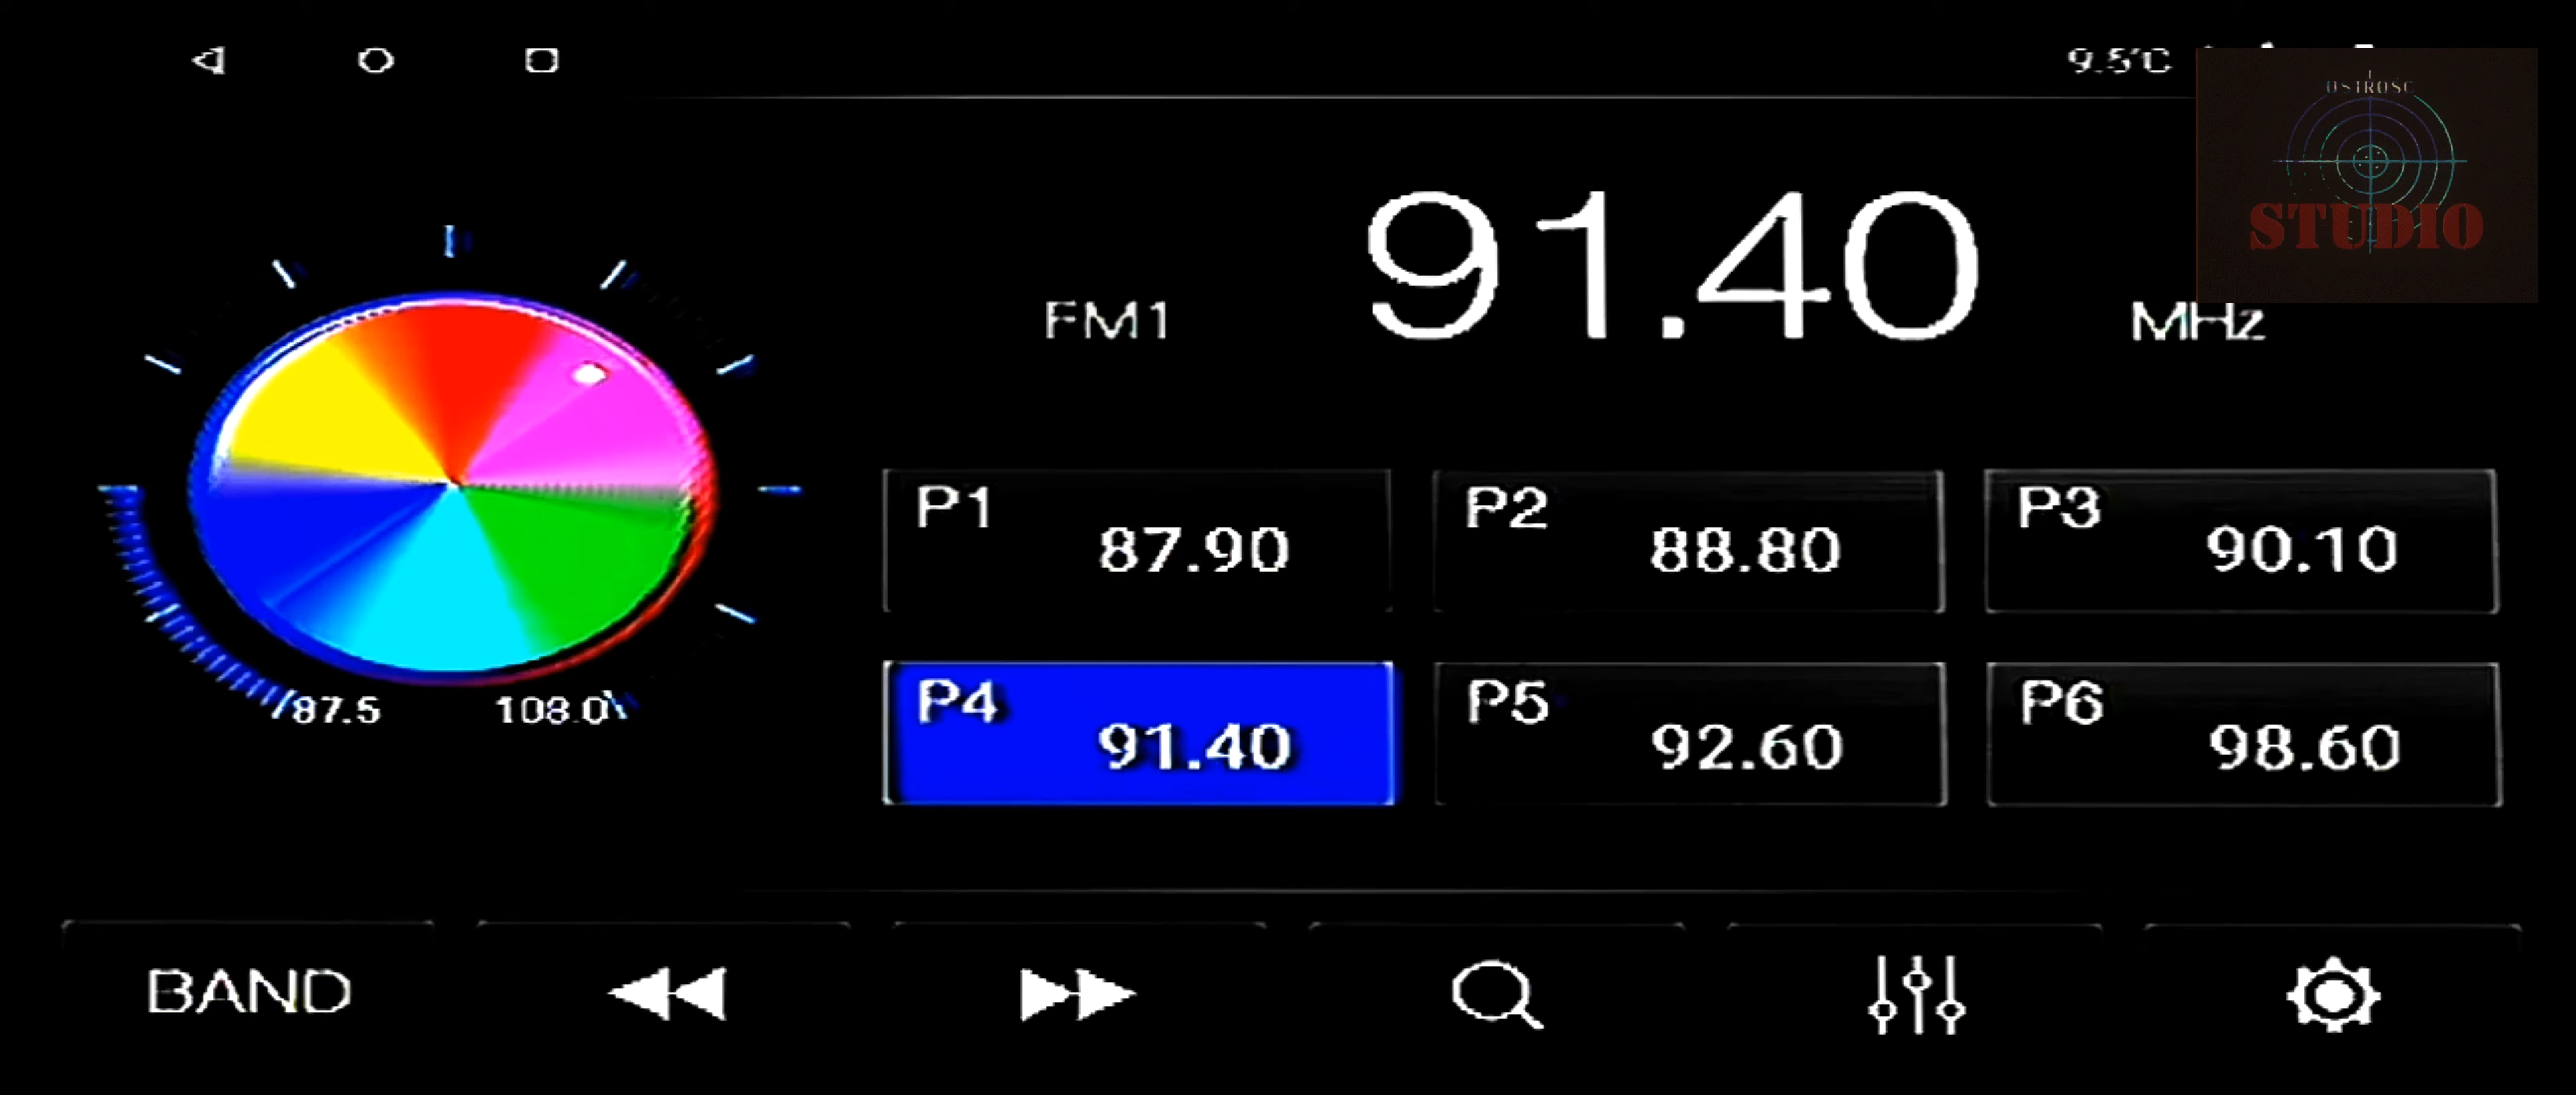 9.5°C
OSTROŚĆ
STUDIO
FM1 91.40 MHz
P1 87.90
P2 88.80
P3 90.10
P4 91.40
P5 92.60
P6 98.60
87.5 108.0
BAND